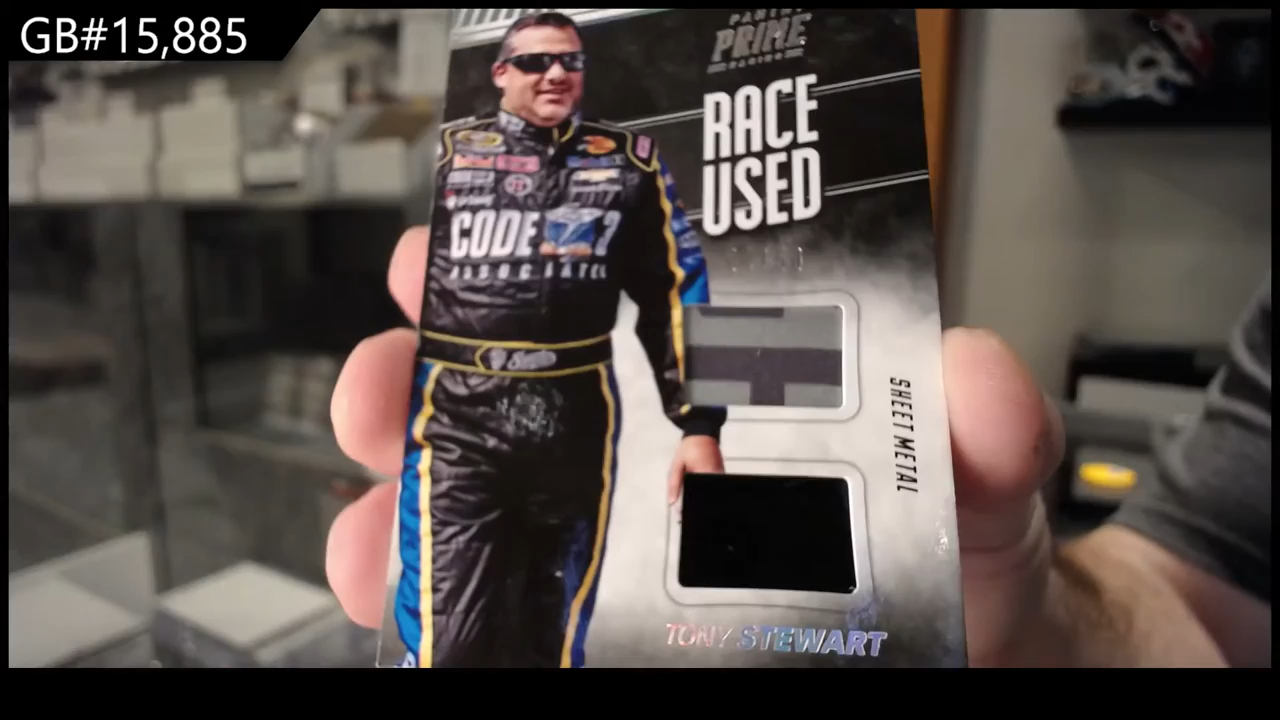 GB#15,885
PANINI
PRIME
RACING
RACE
USED
CODE 3
ASSOCIATES
SHEET METAL
TONY STEWART